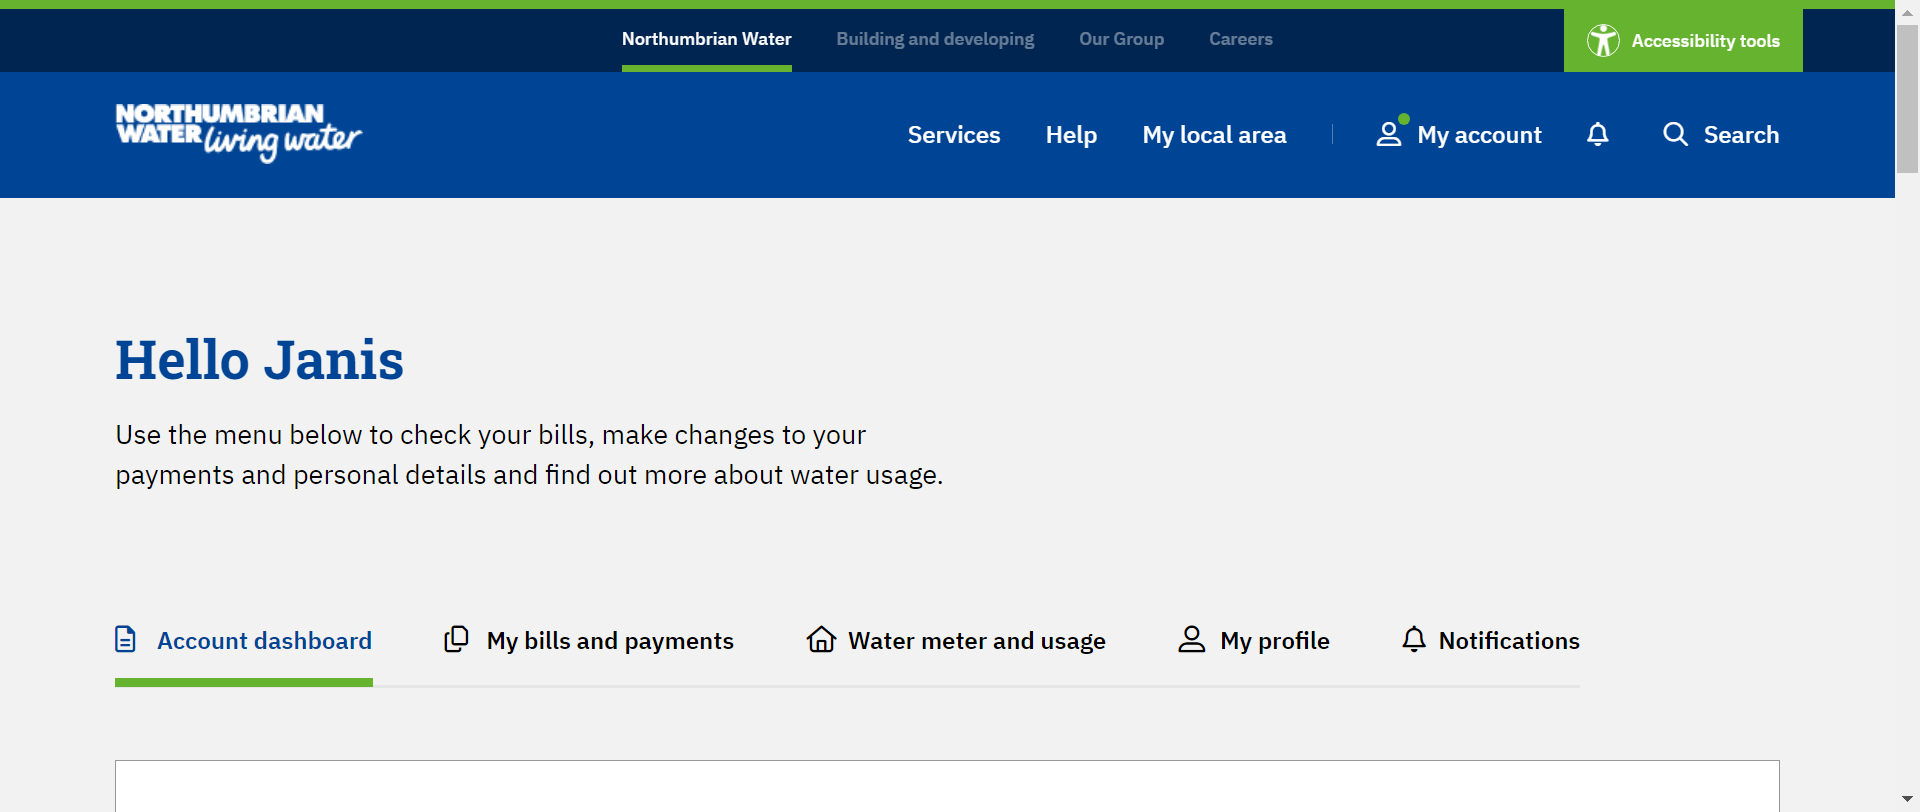 Northumbrian Water Building and developing Our Group Careers Accessibility tools
NORTHUMBRIAN
WATER living water
Services Help My local area My account Search
Hello Janis
Use the menu below to check your bills, make changes to your
payments and personal details and find out more about water usage.
Account dashboard My bills and payments Water meter and usage My profile Notifications